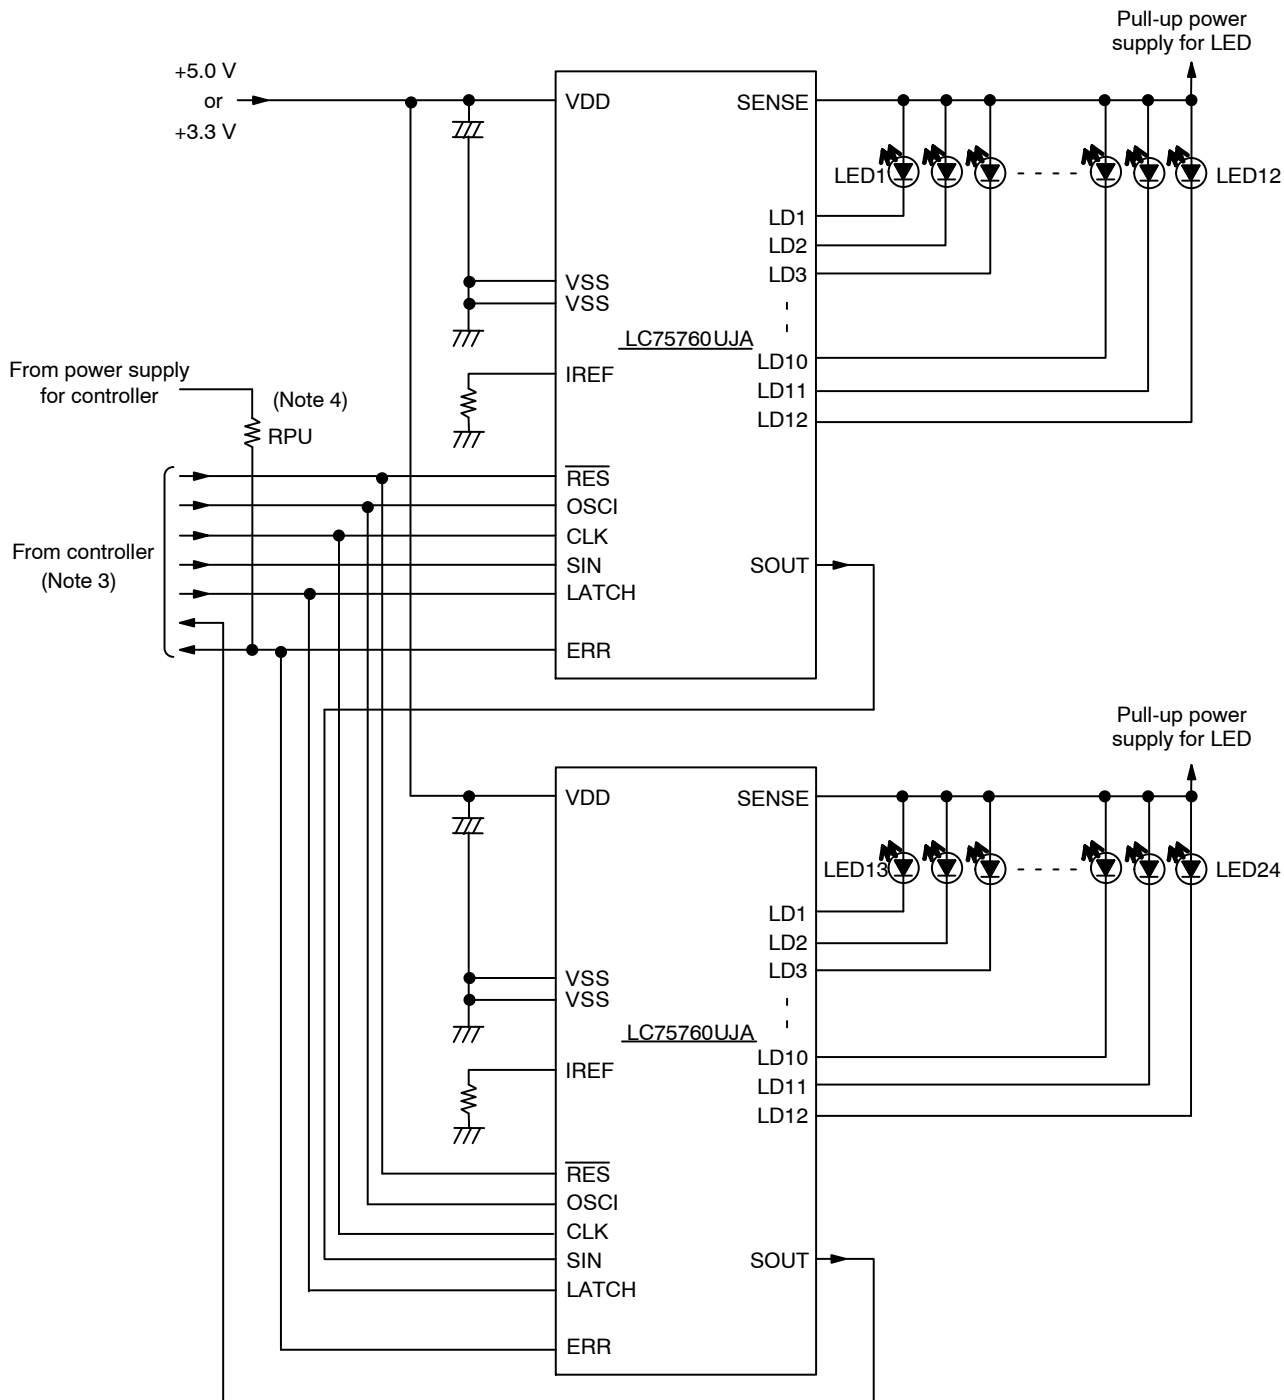 Pull-up power
supply for LED
+5.0 V
or
+3.3 V
VDD
SENSE
LED1
LED12
LD1
LD2
LD3
VSS
VSS
LC75760UJA
LD10
LD11
LD12
IREF
From power supply
for controller
(Note 4)
RPU
RES
OSCI
CLK
SIN
SOUT
LATCH
ERR
From controller
(Note 3)
Pull-up power
supply for LED
VDD
SENSE
LED13
LED24
LD1
LD2
LD3
VSS
VSS
LC75760UJA
LD10
LD11
LD12
IREF
RES
OSCI
CLK
SIN
SOUT
LATCH
ERR